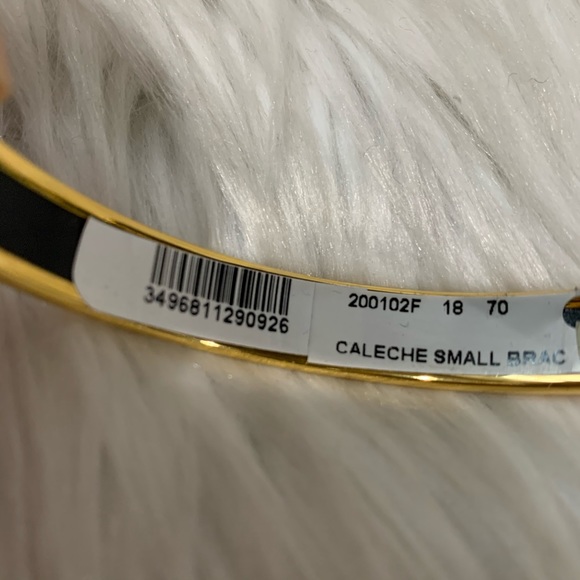 3496811290926
200102F 18 70
CALECHE SMALL BRAC